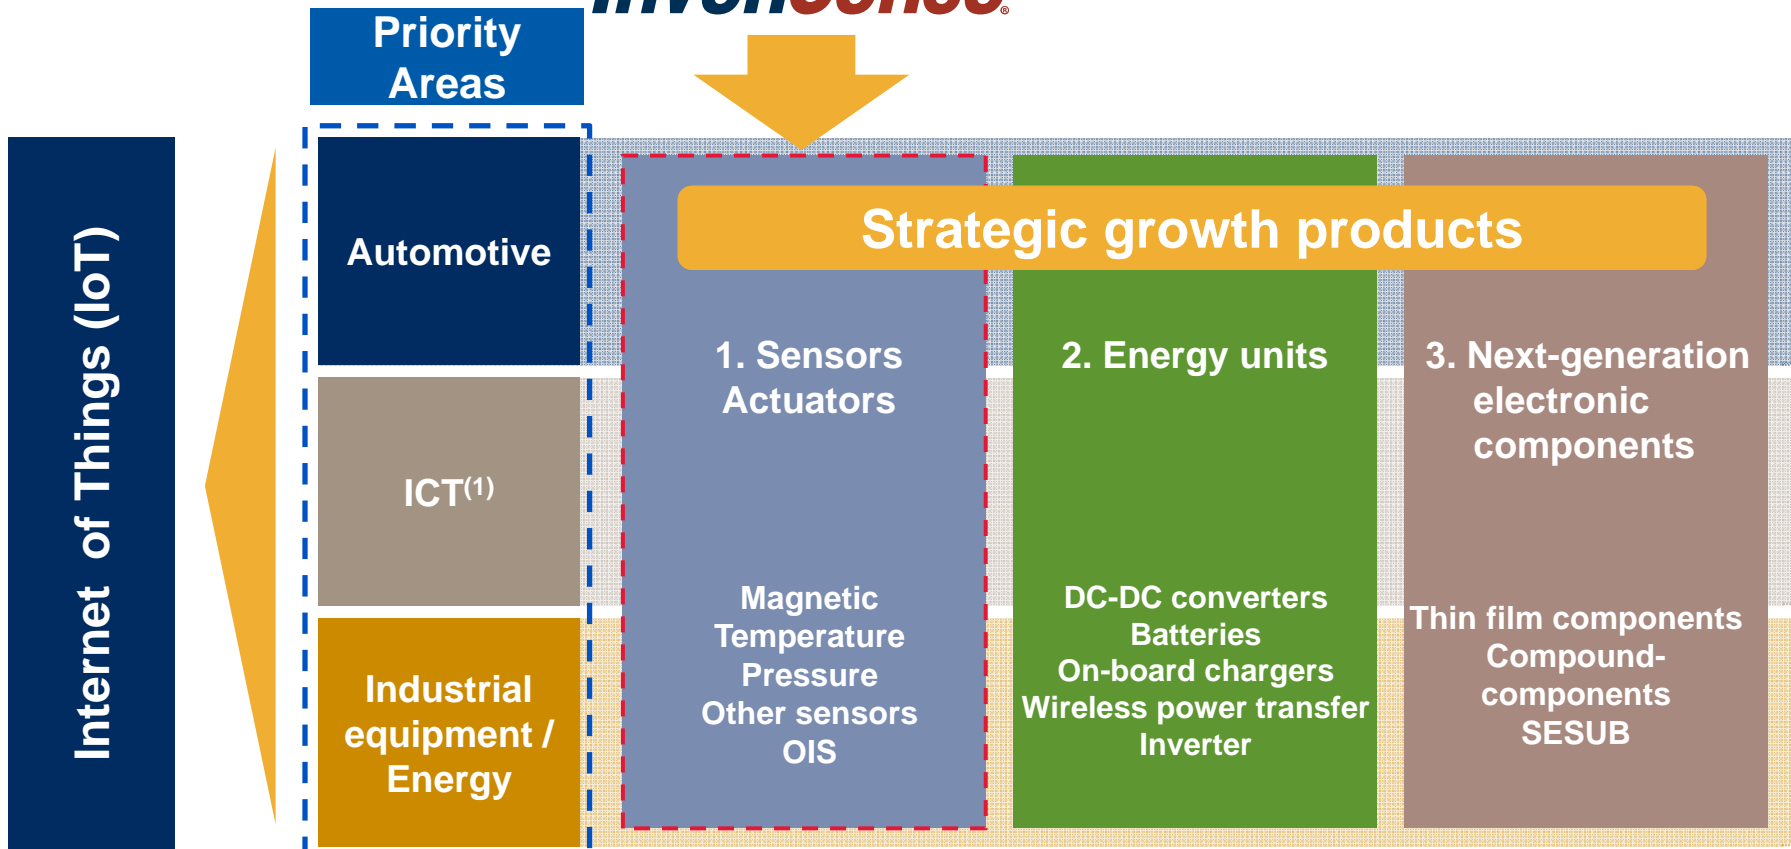 InvenSense®
Priority
Areas
Internet of Things (IoT)
Automotive
ICT(1)
Industrial
equipment /
Energy
Strategic growth products
1. Sensors
Actuators
Magnetic
Temperature
Pressure
Other sensors
OIS
2. Energy units
DC-DC converters
Batteries
On-board chargers
Wireless power transfer
Inverter
3. Next-generation
electronic
components
Thin film components
Compound-
components
SESUB